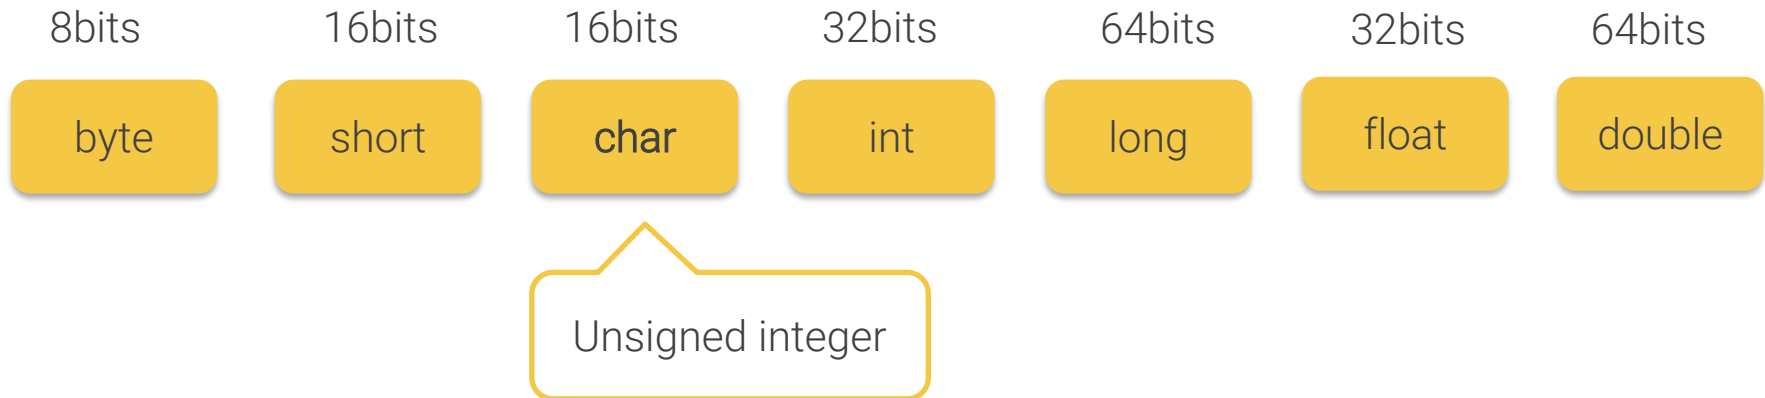 8bits 16bits 16bits 32bits 64bits 32bits 64bits
byte short char int long float double
Unsigned integer